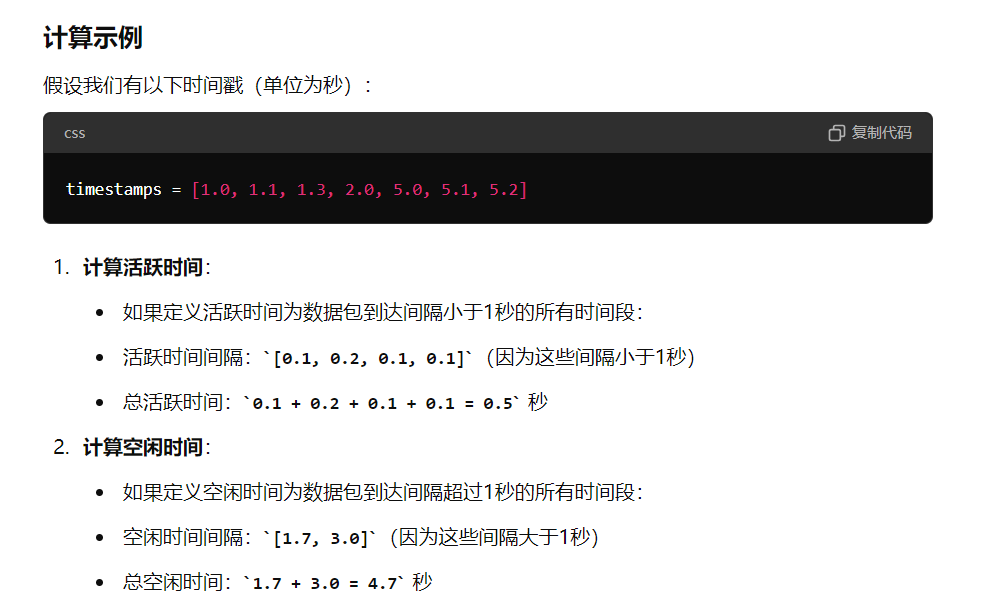 计算示例
假设我们有以下时间戳（单位为秒）：
css 复制代码
timestamps = [1.0, 1.1, 1.3, 2.0, 5.0, 5.1, 5.2]
1. 计算活跃时间：
• 如果定义活跃时间为数据包到达间隔小于1秒的所有时间段：
• 活跃时间间隔：`[0.1, 0.2, 0.1, 0.1]`（因为这些间隔小于1秒）
• 总活跃时间：`0.1 + 0.2 + 0.1 + 0.1 = 0.5` 秒
2. 计算空闲时间：
• 如果定义空闲时间为数据包到达间隔超过1秒的所有时间段：
• 空闲时间间隔：`[1.7, 3.0]`（因为这些间隔大于1秒）
• 总空闲时间：`1.7 + 3.0 = 4.7` 秒